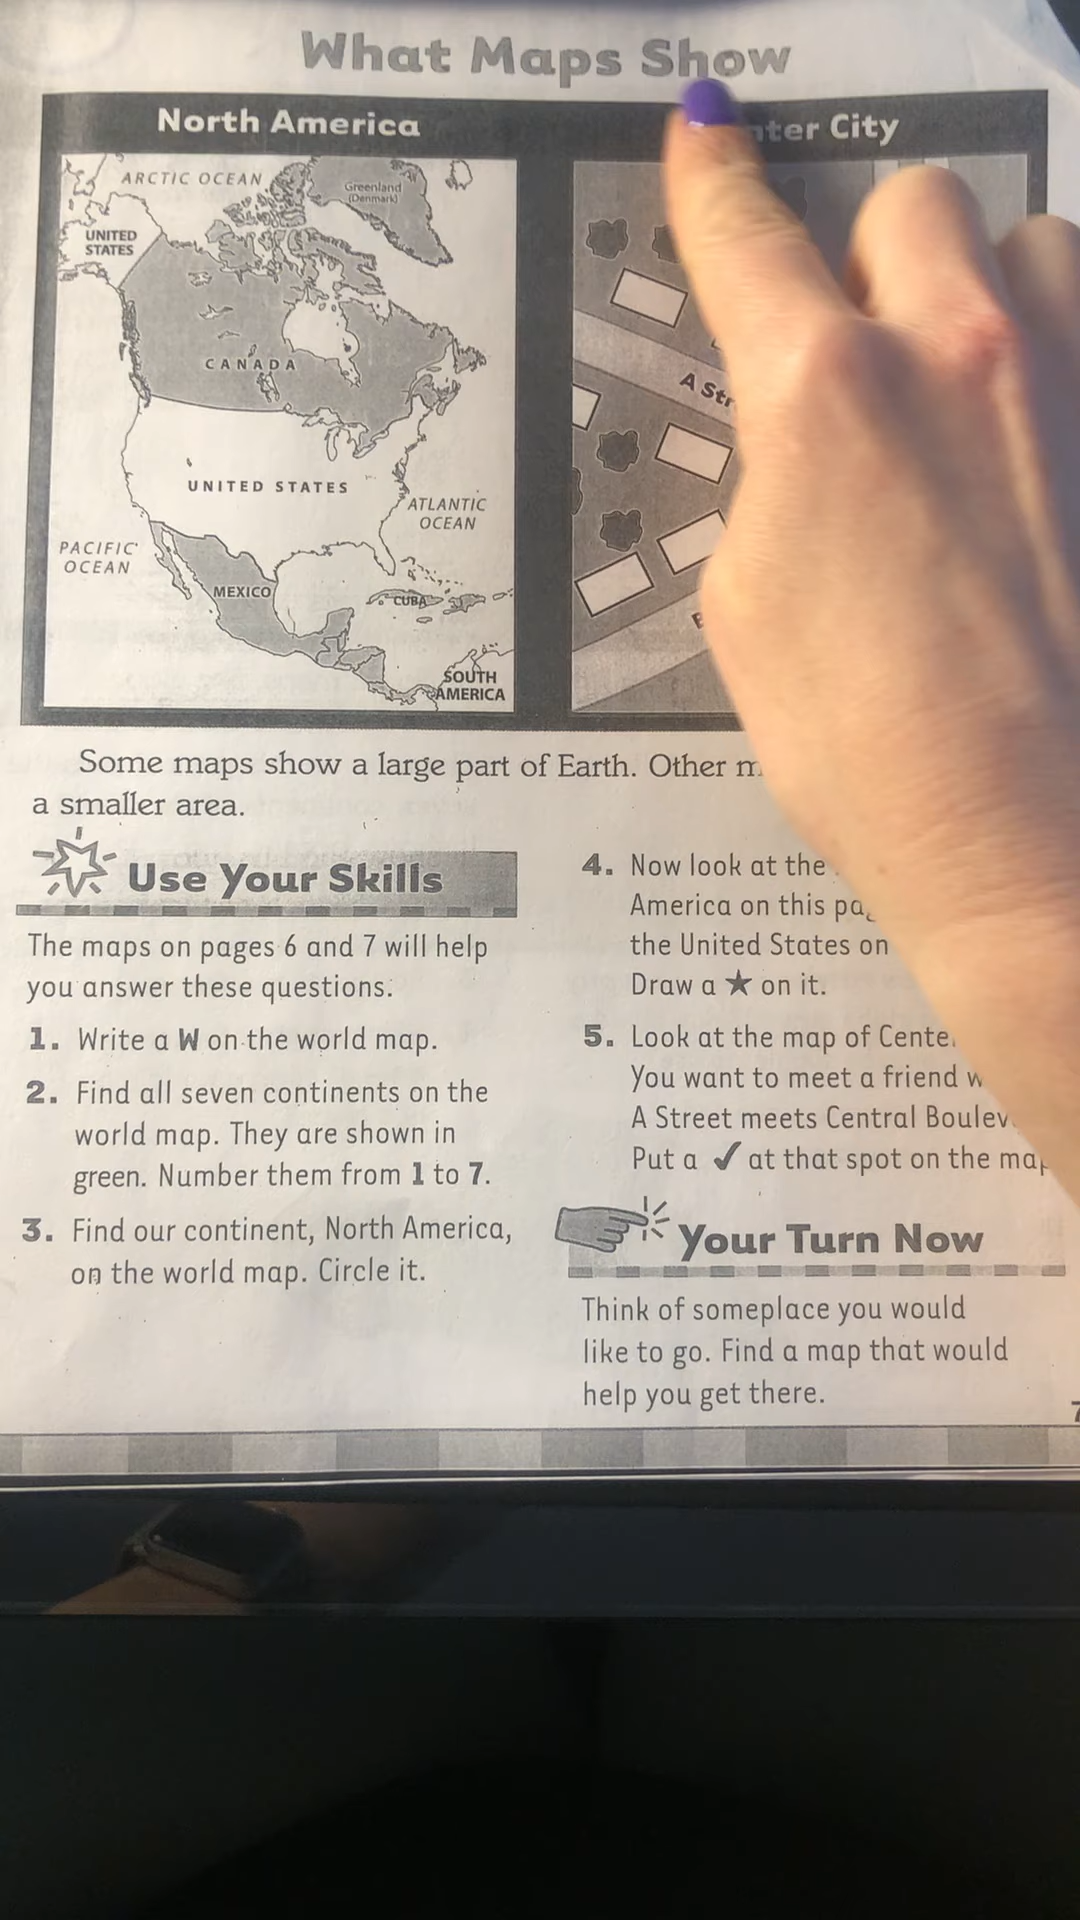 What Maps Show
North America
City
ARCTIC OCEAN
Greenland
(Denmark)
UNITED
STATES
CANADA
UNITED STATES
ATLANTIC
OCEAN
PACIFIC
OCEAN
MEXICO
CUBA
SOUTH
AMERICA
A
Some maps show a large part of Earth. Other
a smaller area.
Use Your Skills
The maps on pages 6 and 7 will help
you answer these questions.
1. Write a W on the world map.
2. Find all seven continents on the
world map. They are shown in
green. Number them from 1 to 7.
3. Find our continent, North America,
on the world map. Circle it.
4. Now look at the
America on this
the United States on
Draw a ★ on it.
5. Look at the map of
You want to meet a friend
A Street meets Central
Put a ✓ at that spot on the
Your Turn Now
Think of someplace you would
like to go. Find a map that would
help you get there.
7